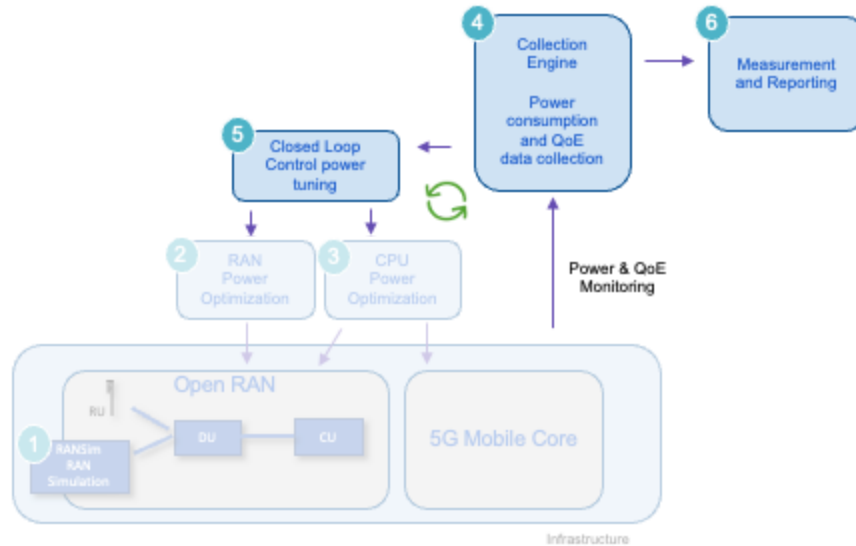 4
Collection
Engine
Power
consumption
and QoE
data collection
6
Measurement
and Reporting
5
Closed Loop
Control power
tuning
2
RAN
Power
Optimization
3
CPU
Power
Optimization
Power & QoE
Monitoring
Open RAN
RU
DU
CU
1
RANSim
RAN
Simulation
5G Mobile Core
Infrastructure